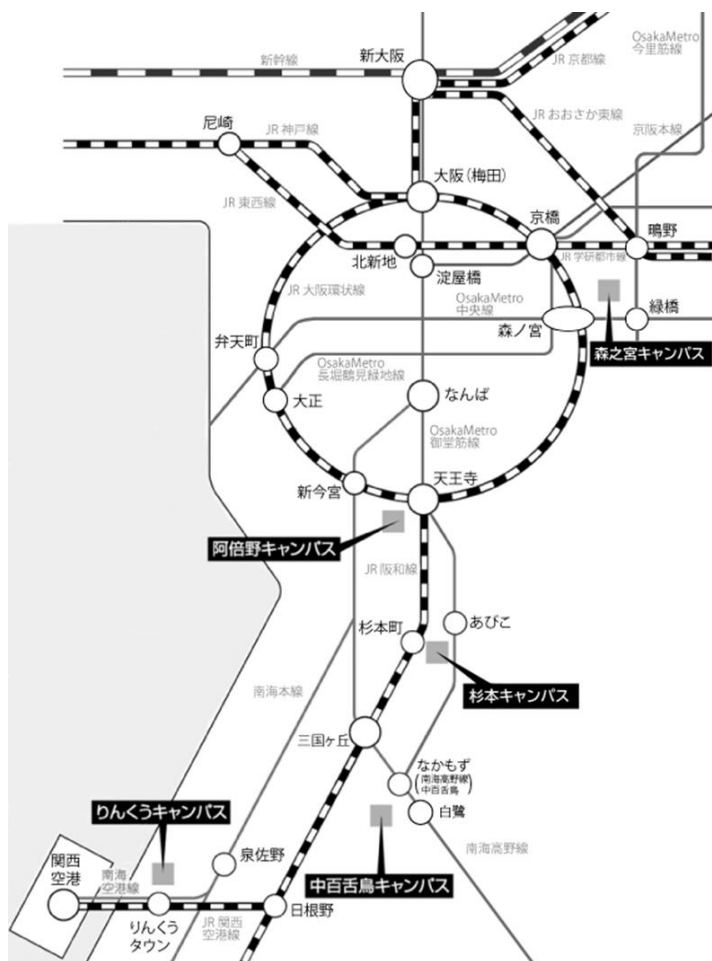 新大阪
新幹線
OsakaMetro
今里筋線
JR 京都線
JR おおさか東線
尼崎
JR 神戸線
京阪本線
大阪（梅田）
JR 東西線
京橋
鴫野
北新地
淀屋橋
JR 学研都市線
JR 大阪環状線
OsakaMetro
中央線
緑橋
森ノ宮
弁天町
森之宮キャンパス
OsakaMetro
長堀鶴見緑地線
大正
なんば
OsakaMetro
御堂筋線
天王寺
新今宮
阿倍野キャンパス
JR 阪和線
あびこ
杉本町
南海本線
杉本キャンパス
三国ヶ丘
なかもず
（南海高野線
中百舌鳥）
りんくうキャンパス
白鷺
南海高野線
泉佐野
関西
空港
南海
空港線
中百舌鳥キャンパス
りんくう
タウン
JR 関西
空港線
日根野